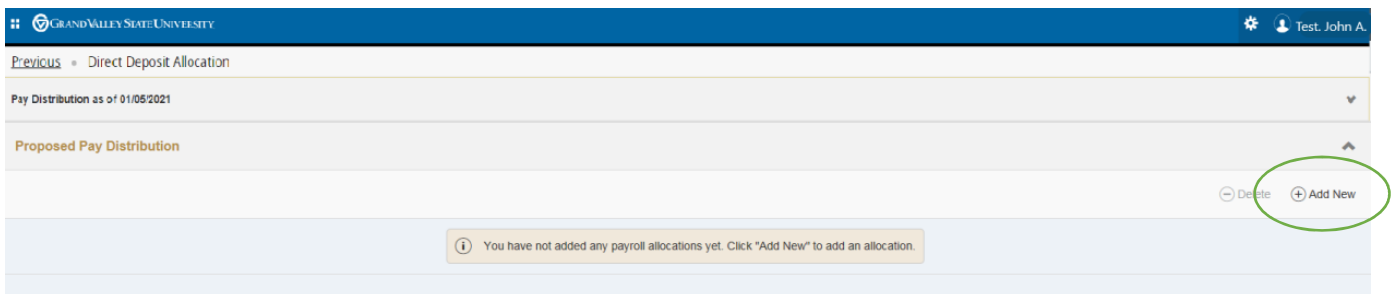 GRAND VALLEY STATE UNIVERSITY
Test. John A.
Previous • Direct Deposit Allocation
Pay Distribution as of 01/05/2021
Proposed Pay Distribution
Delete Add New
You have not added any payroll allocations yet. Click "Add New" to add an allocation.